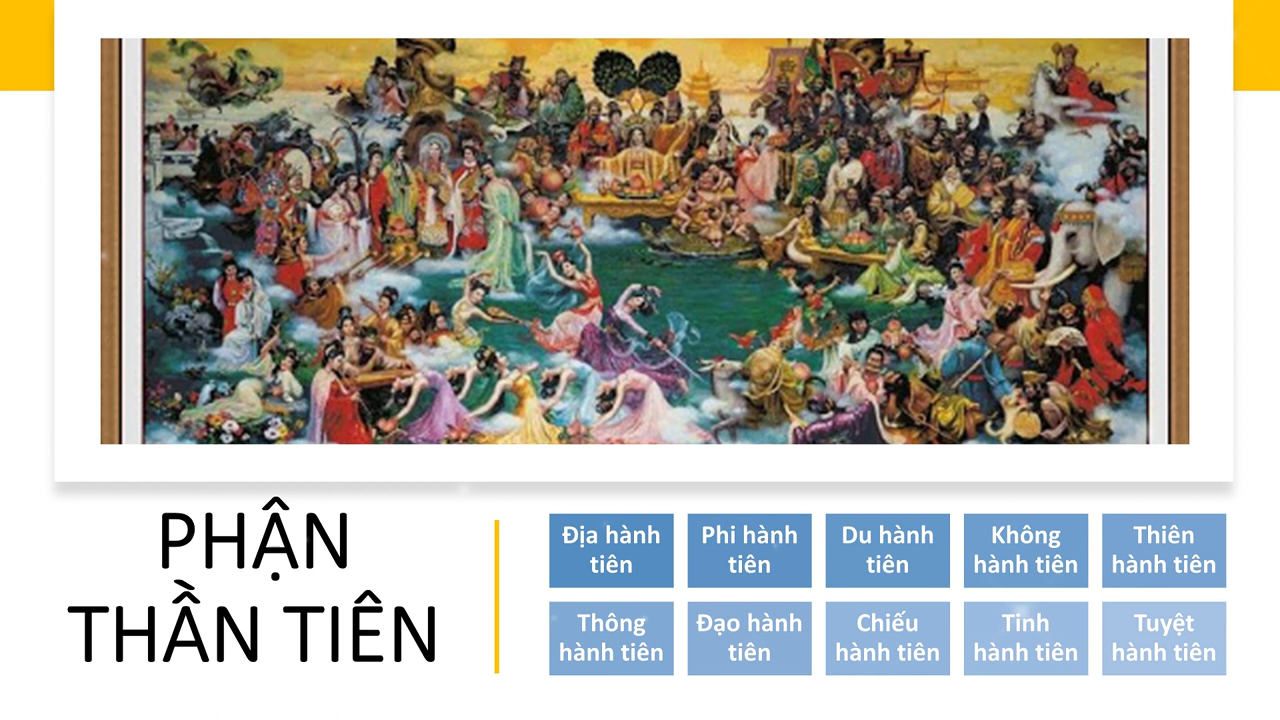 PHẬN
THẦN TIÊN
Địa hành
tiên
Phi hành
tiên
Du hành
tiên
Không
hành tiên
Thiên
hành tiên
Thông
hành tiên
Đạo hành
tiên
Chiếu
hành tiên
Tinh
hành tiên
Tuyệt
hành tiên